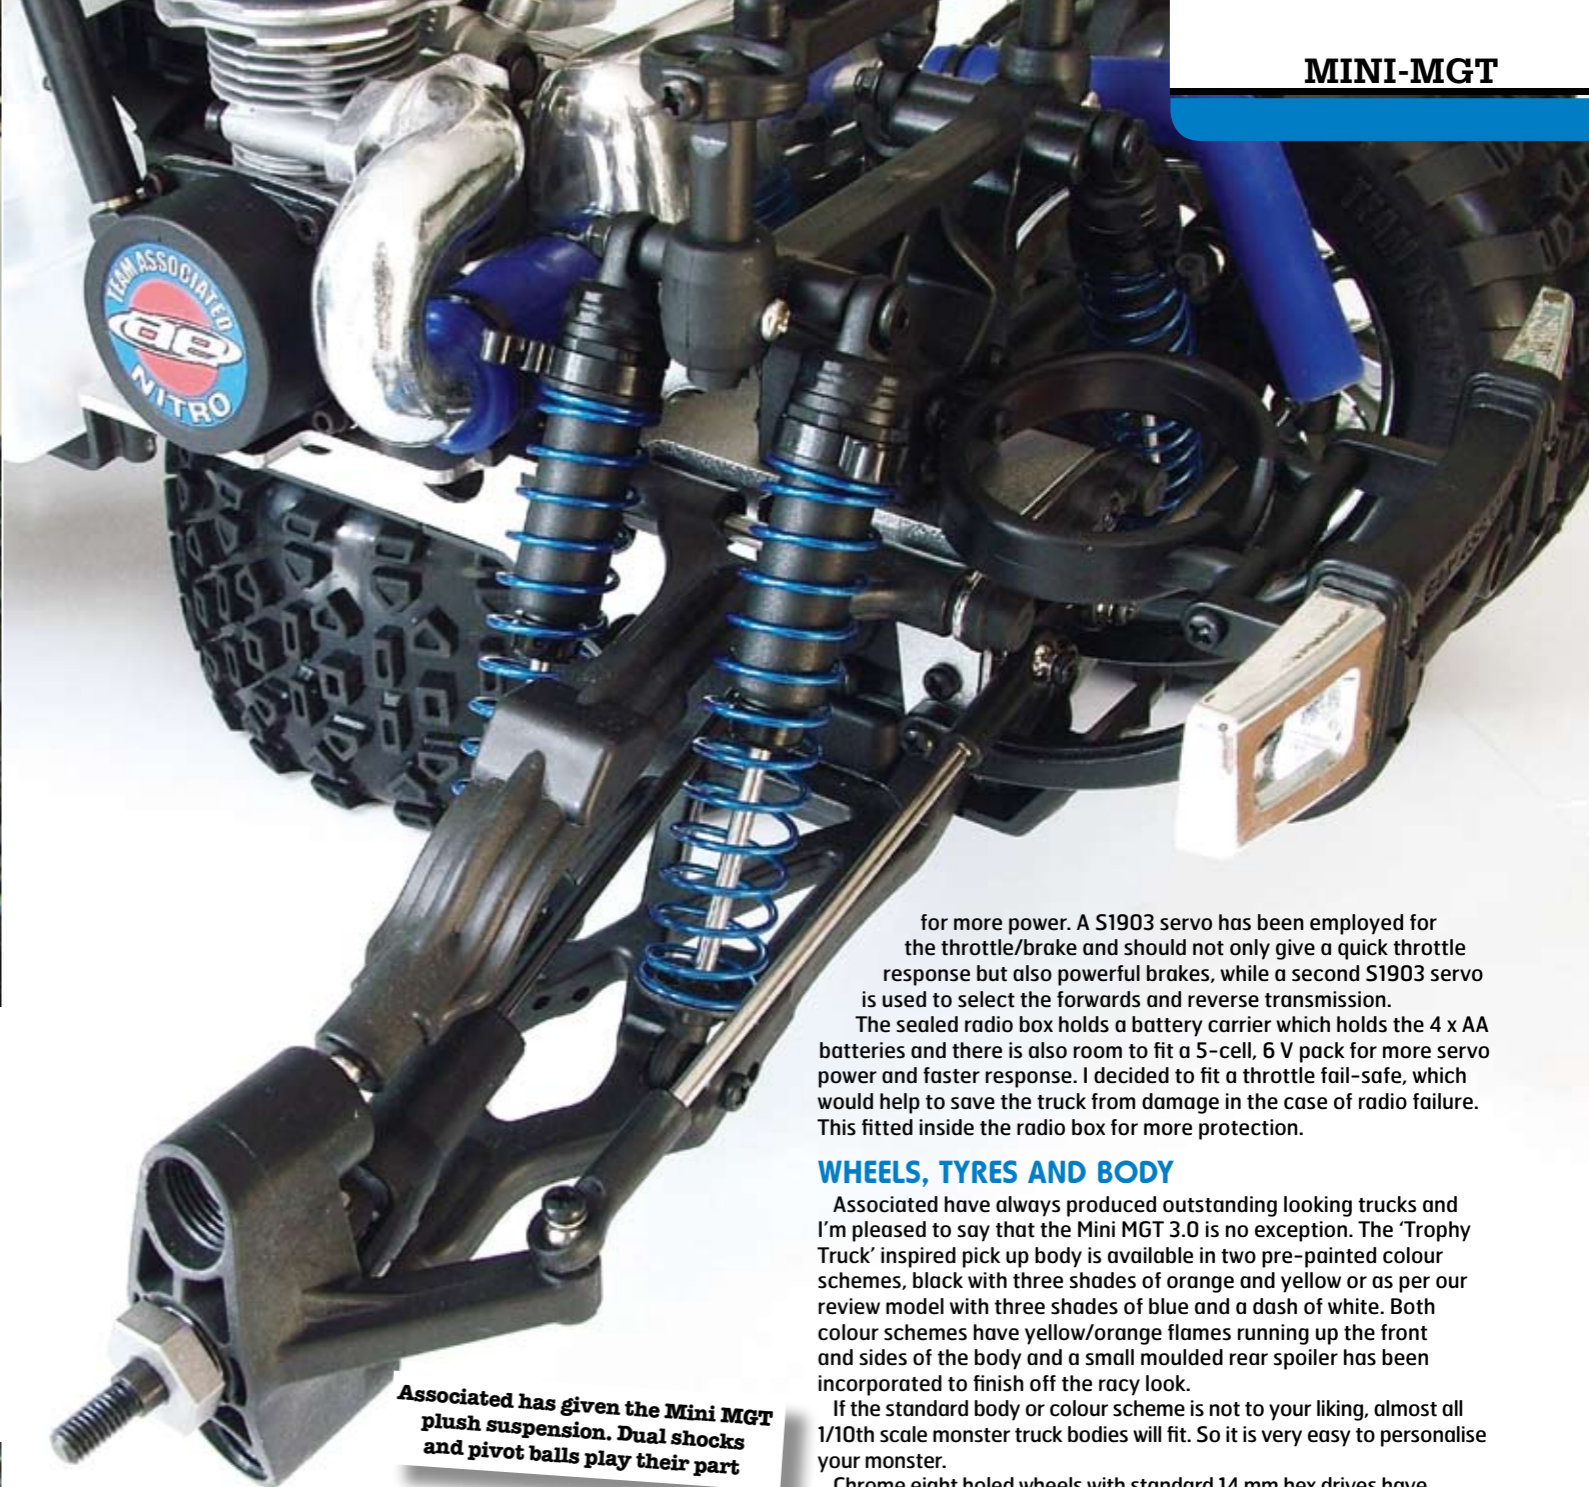 MINI-MGT
TEAM ASSOCIATED
ae
NITRO
for more power. A S1903 servo has been employed for
the throttle/brake and should not only give a quick throttle
response but also powerful brakes, while a second S1903 servo
is used to select the forwards and reverse transmission.
The sealed radio box holds a battery carrier which holds the 4 x AA
batteries and there is also room to fit a 5-cell, 6 V pack for more servo
power and faster response. I decided to fit a throttle fail-safe, which
would help to save the truck from damage in the case of radio failure.
This fitted inside the radio box for more protection.
WHEELS, TYRES AND BODY
Associated have always produced outstanding looking trucks and
I'm pleased to say that the Mini MGT 3.0 is no exception. The ‘Trophy
Truck’ inspired pick up body is available in two pre-painted colour
schemes, black with three shades of orange and yellow or as per our
review model with three shades of blue and a dash of white. Both
colour schemes have yellow/orange flames running up the front
and sides of the body and a small moulded rear spoiler has been
incorporated to finish off the racy look.
If the standard body or colour scheme is not to your liking, almost all
1/10th scale monster truck bodies will fit. So it is very easy to personalise
your monster.
Chrome eight holed wheels with standard 14 mm hex drives have
Associated has given the Mini MGT
plush suspension. Dual shocks
and pivot balls play their part